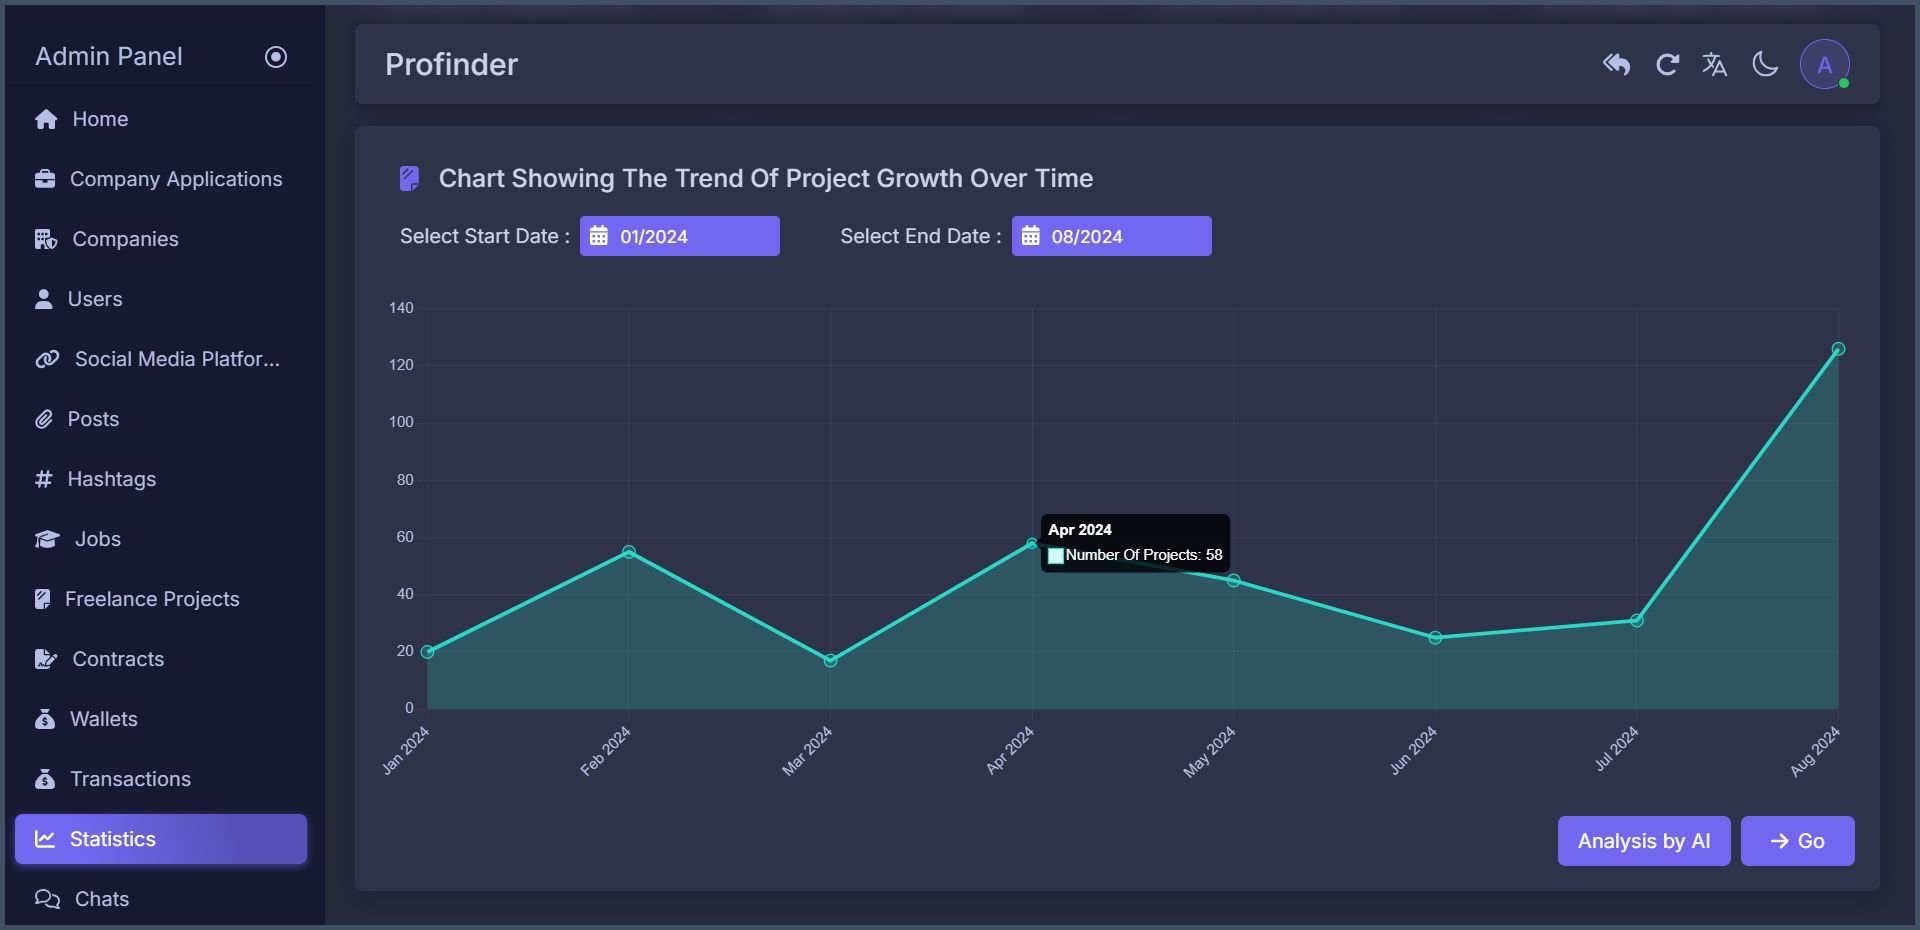 Admin Panel
Home
Company Applications
Companies
Users
Social Media Platfor...
Posts
Hashtags
Jobs
Freelance Projects
Contracts
Wallets
Transactions
Statistics
Chats
Profinder
A
Chart Showing The Trend Of Project Growth Over Time
Select Start Date : 01/2024
Select End Date : 08/2024
140
120
100
80
60
40
20
0
Apr 2024
Number Of Projects: 58
Jan 2024
Feb 2024
Mar 2024
Apr 2024
May 2024
Jun 2024
Jul 2024
Aug 2024
Analysis by AI
Go